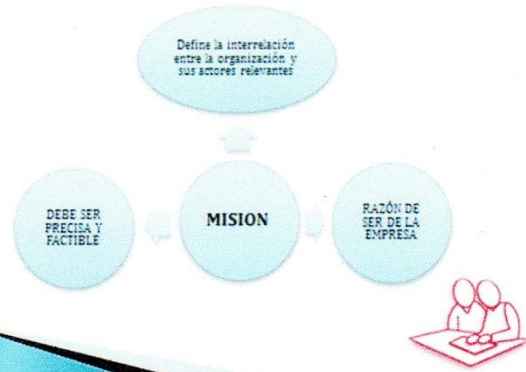 Define la interrelación
entre la organización y
sus actores relevantes
DEBE SER
PRECISA Y
FACTIBLE
MISION
RAZÓN DE
SER DE LA
EMPRESA